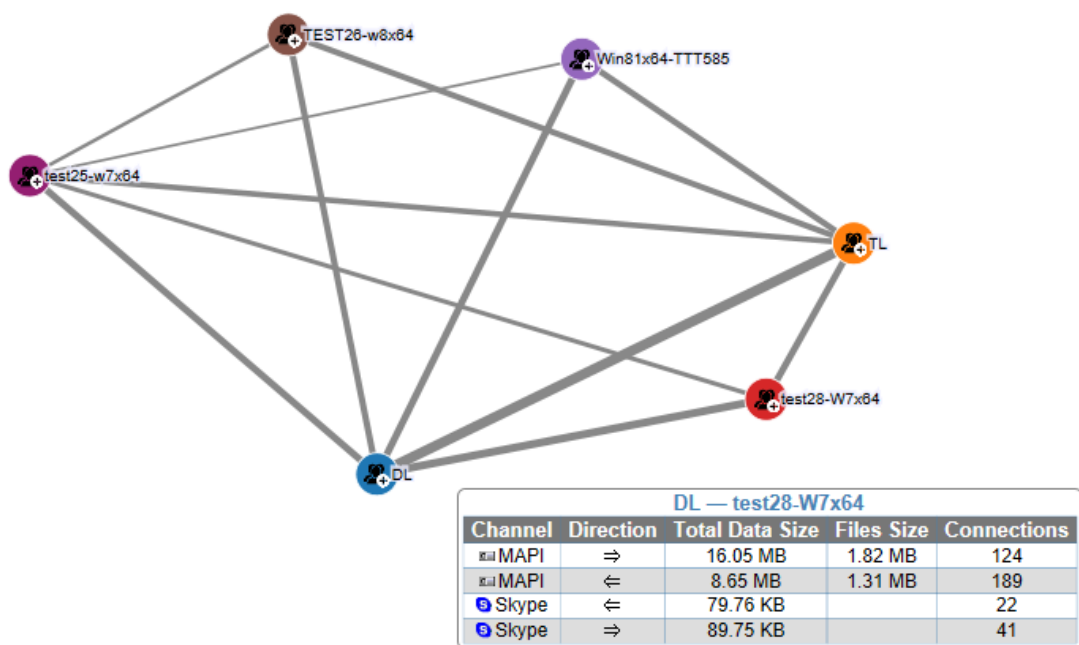 TEST26-w8x64
Win81x64-TTT585
test25-w7x64
TL
test28-W7x64
DL
DL — test28-W7x64
Channel Direction Total Data Size Files Size Connections
MAPI ⇒ 16.05 MB 1.82 MB 124
MAPI ⇐ 8.65 MB 1.31 MB 189
Skype ⇐ 79.76 KB 22
Skype ⇒ 89.75 KB 41